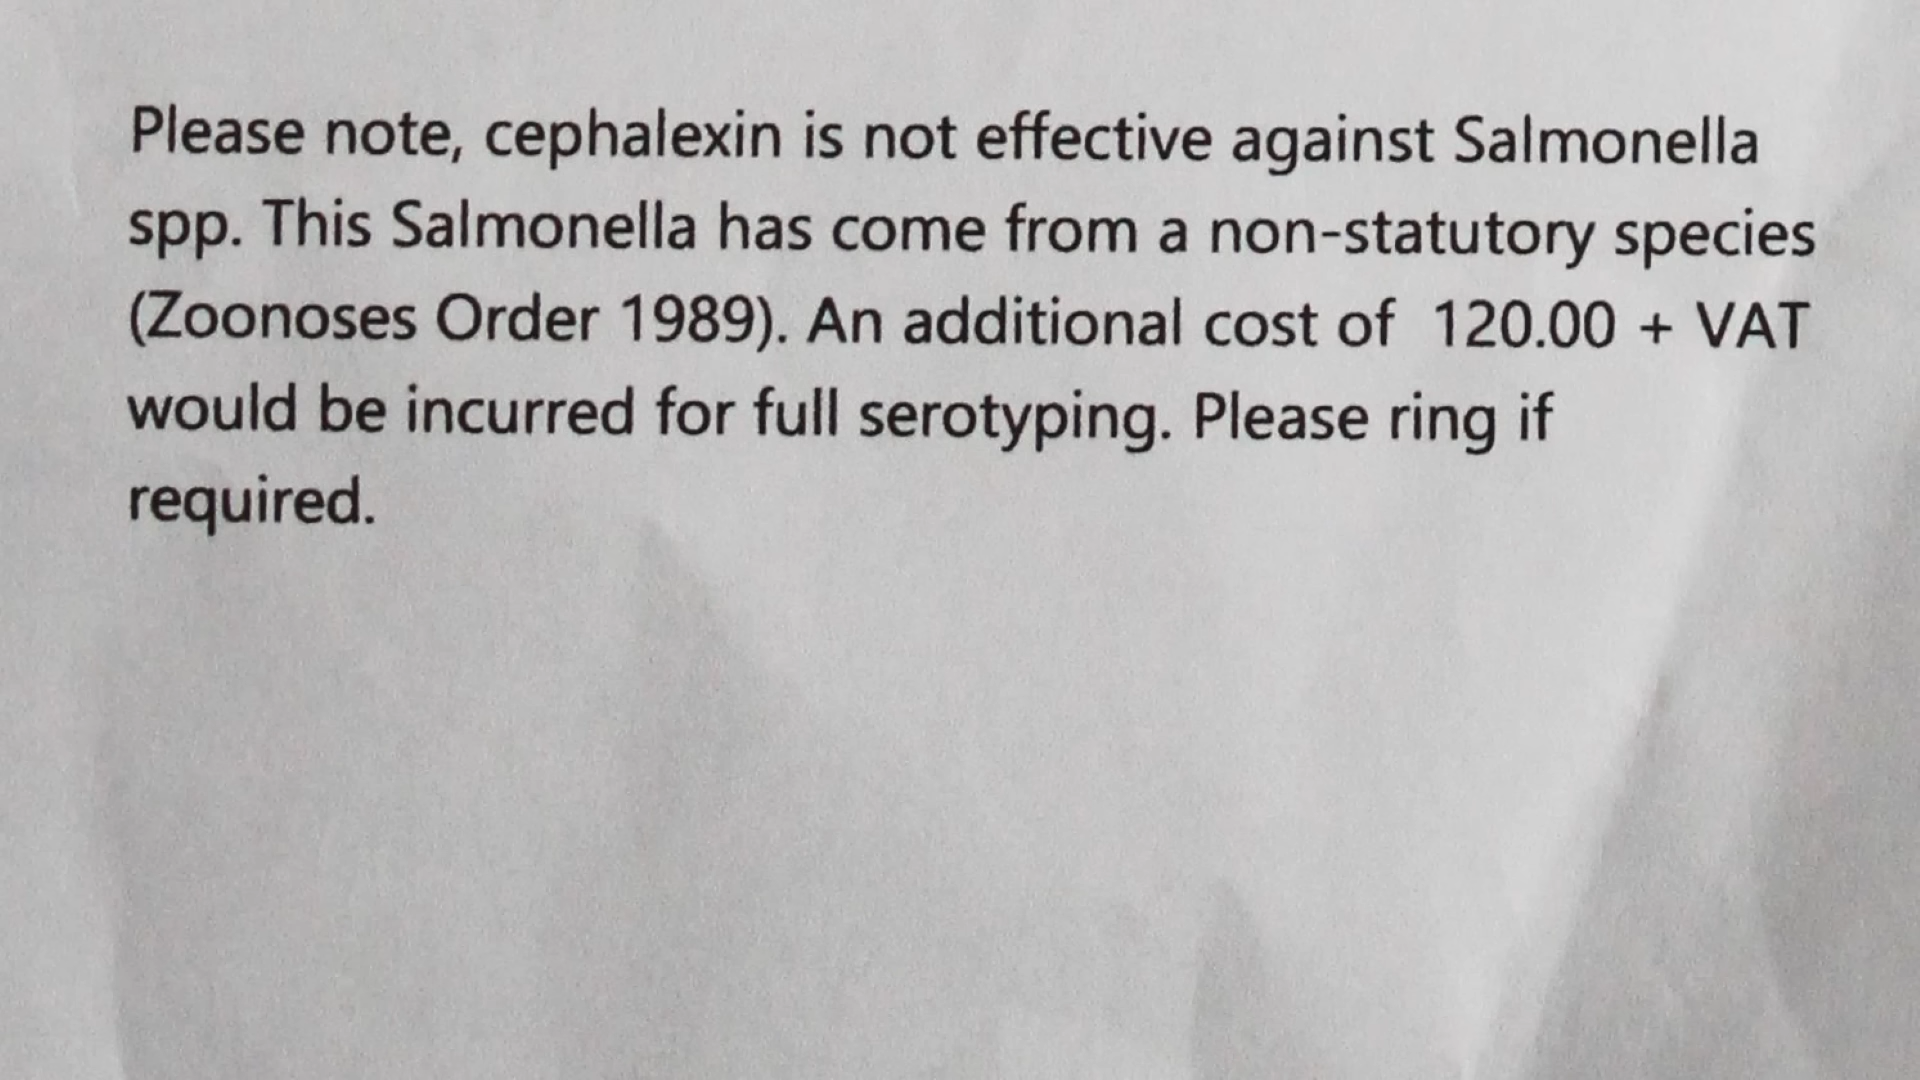 Please note, cephalexin is not effective against Salmonella
spp. This Salmonella has come from a non-statutory species
(Zoonoses Order 1989). An additional cost of  120.00 + VAT
would be incurred for full serotyping. Please ring if
required.